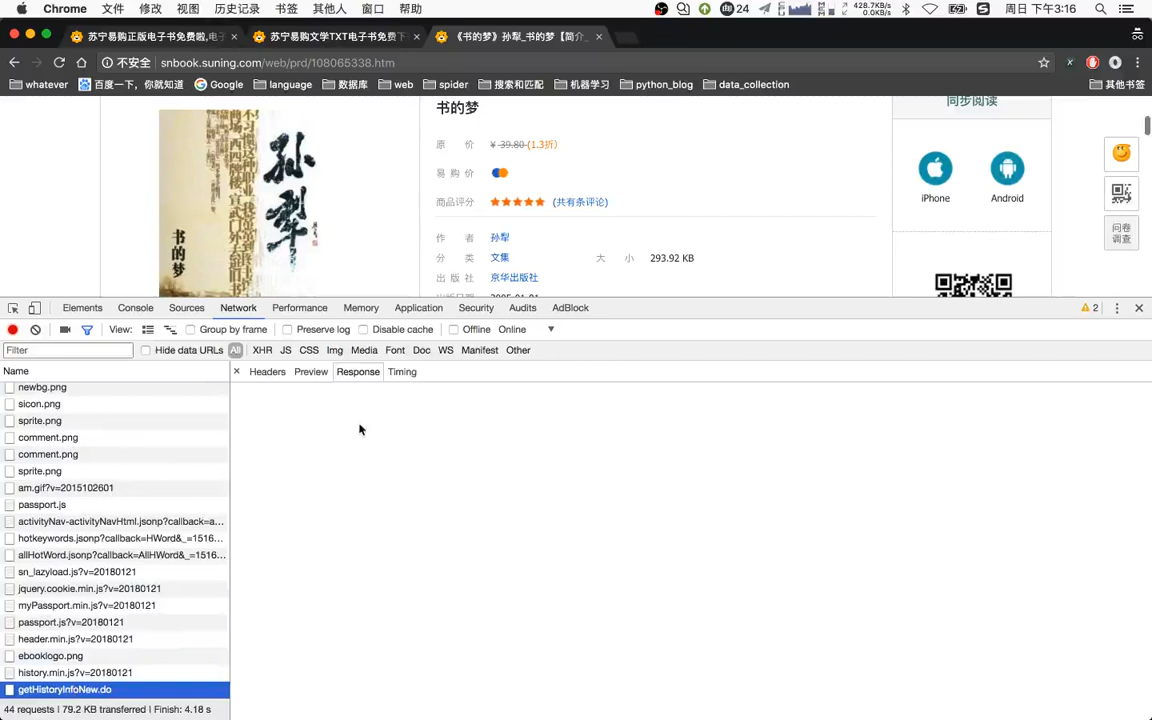 Chrome 文件 修改 视图 历史记录 书签 其他人 窗口 帮助 24 428.7KB/s 0.0KB/s 周日 下午3:16
苏宁易购正版电子书免费啦,电子 × 苏宁易购文学TXT电子书免费下 × 《书的梦》孙犁_书的梦【简介_ ×
不安全 snbook.suning.com/web/prd/108065338.htm
whatever 百度一下，你就知道 Google language 数据库 web spider 搜索和匹配 机器学习 python_blog data_collection 其他书签
书的梦
同步阅读
原 价 ¥ 39.80 (1.3折)
易 购 价
商品评分 (共有条评论)
iPhone Android
作 者 孙犁
分 类 文集 大 小 293.92 KB
出 版 社 京华出版社
孙犁
书的梦
问卷
调查
Elements Console Sources Network Performance Memory Application Security Audits AdBlock 2
View: Group by frame Preserve log Disable cache Offline Online
Filter Hide data URLs All XHR JS CSS Img Media Font Doc WS Manifest Other
Name × Headers Preview Response Timing
newbg.png
sicon.png
sprite.png
comment.png
comment.png
sprite.png
am.gif?v=2015102601
passport.js
activityNav-activityNavHtml.jsonp?callback=a...
hotkeywords.jsonp?callback=HWord&_=1516...
allHotWord.jsonp?callback=AllHWord&_=1516...
sn_lazyload.js?v=20180121
jquery.cookie.min.js?v=20180121
myPassport.min.js?v=20180121
passport.js?v=20180121
header.min.js?v=20180121
ebooklogo.png
history.min.js?v=20180121
getHistoryInfoNew.do
44 requests | 79.2 KB transferred | Finish: 4.18 s